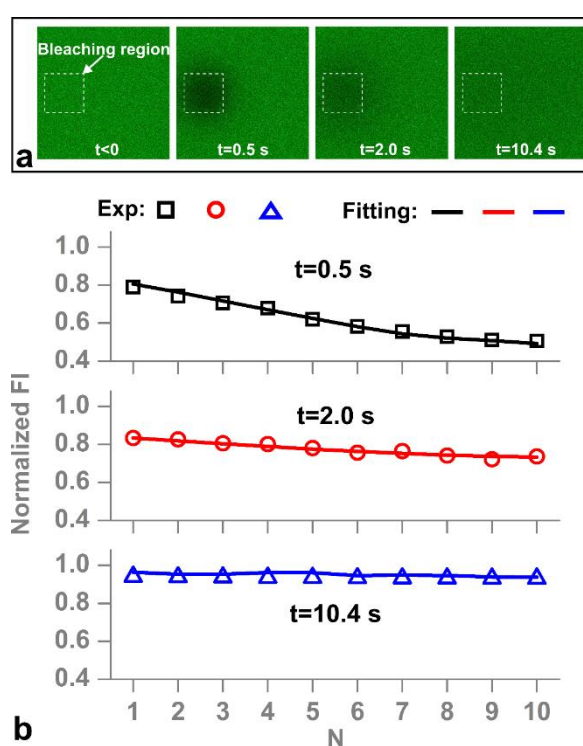 Bleaching region
a
t<0
t=0.5 s
t=2.0 s
t=10.4 s
Exp:
Fitting:
1.0
0.8
0.6
0.4
t=0.5 s
1.0
0.8
0.6
0.4
t=2.0 s
1.0
0.8
0.6
0.4
t=10.4 s
Normalized FI
1 2 3 4 5 6 7 8 9 10
N
b